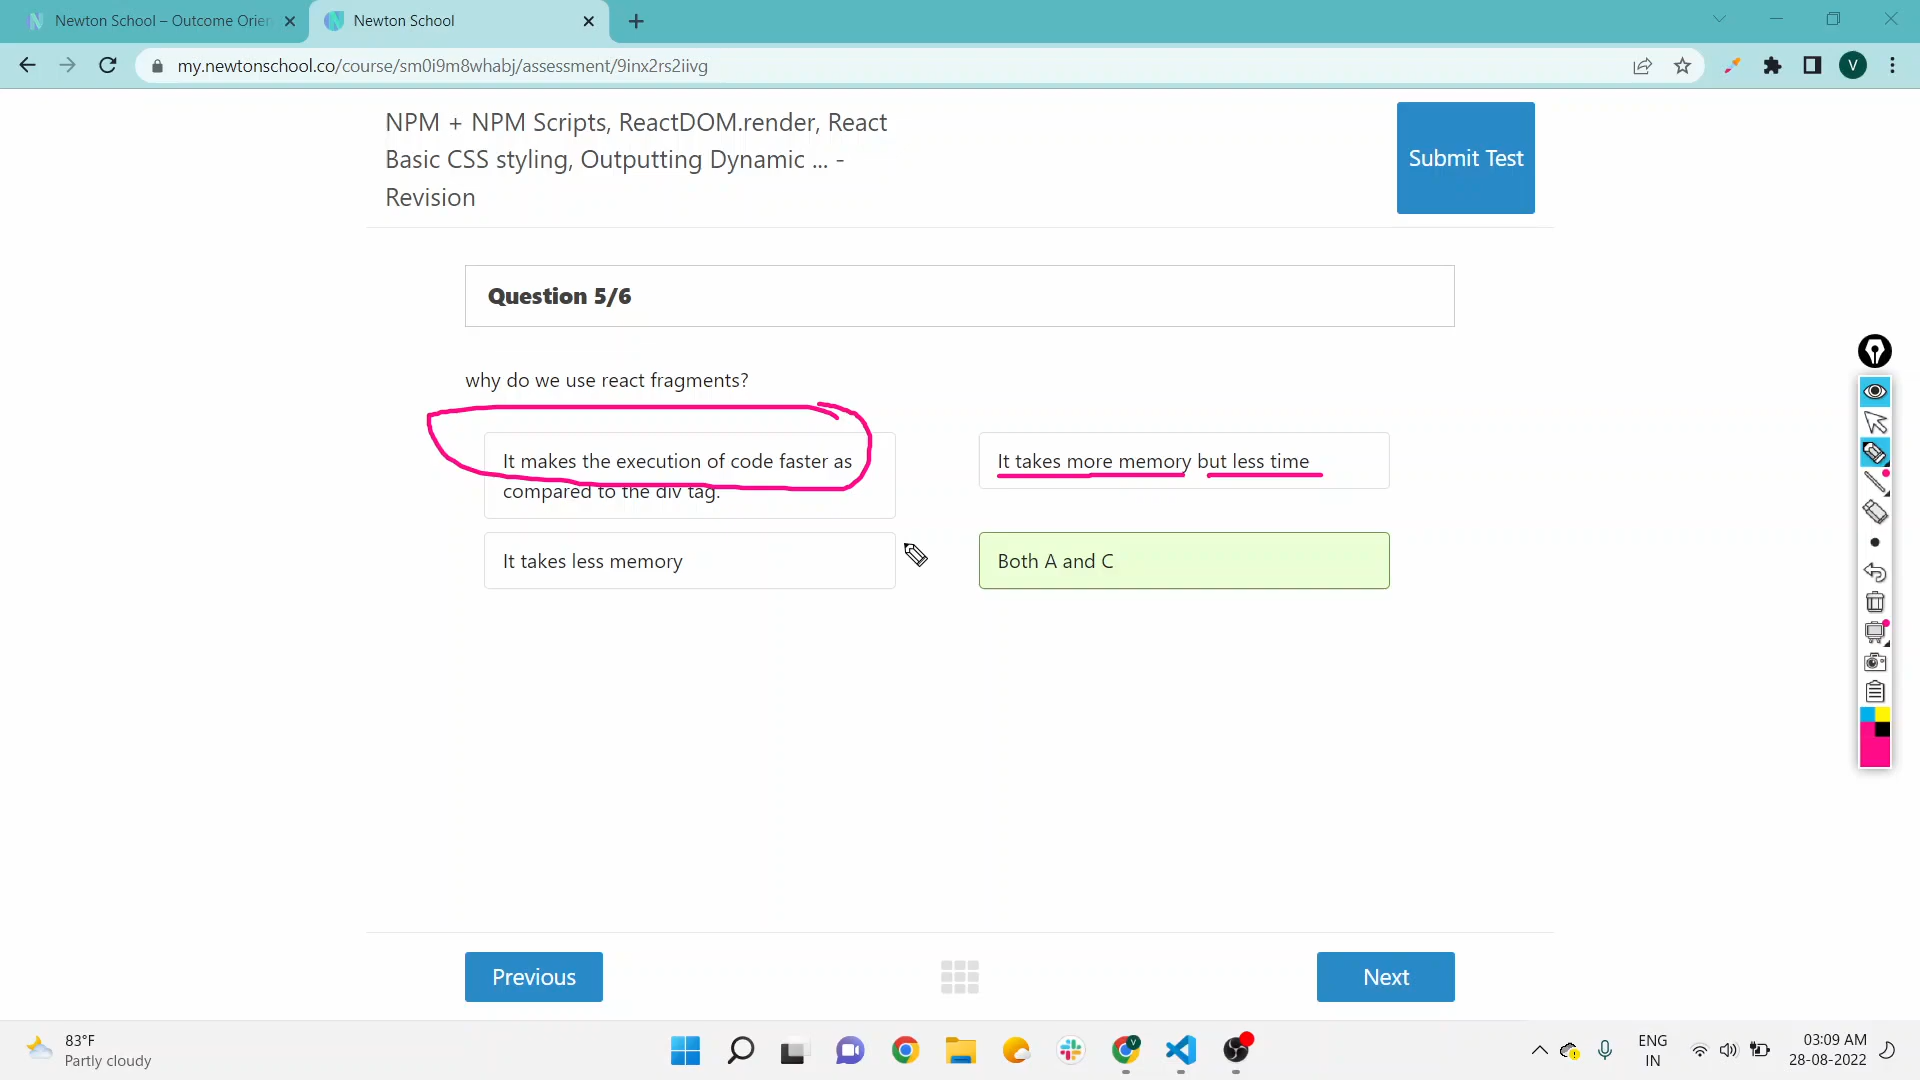 Newton School – Outcome Orien
Newton School
my.newtonschool.co/course/sm0i9m8whabj/assessment/9inx2rs2iivg
V
NPM + NPM Scripts, ReactDOM.render, React
Basic CSS styling, Outputting Dynamic ... -
Revision
Submit Test
Question 5/6
why do we use react fragments?
It makes the execution of code faster as
compared to the div tag.
It takes more memory but less time
It takes less memory
Both A and C
Previous
Next
83°F
Partly cloudy
ENG
IN
03:09 AM
28-08-2022